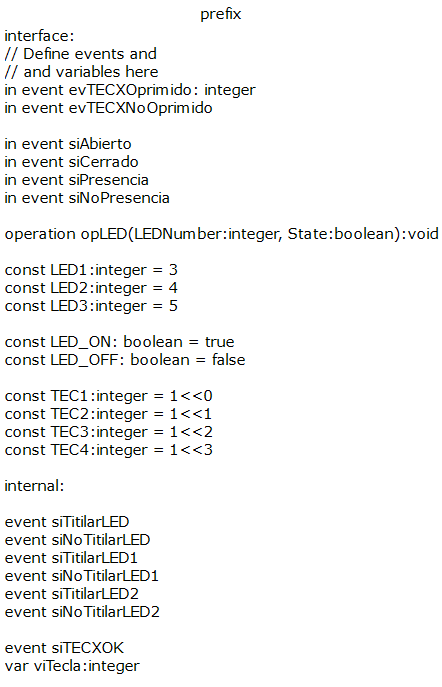 prefix
interface:
// Define events and
// and variables here
in event evTECXOprimido: integer
in event evTECXNoOprimido

in event siAbierto
in event siCerrado
in event siPresencia
in event siNoPresencia

operation opLED(LEDNumber:integer, State:boolean):void

const LED1:integer = 3
const LED2:integer = 4
const LED3:integer = 5

const LED_ON: boolean = true
const LED_OFF: boolean = false

const TEC1:integer = 1<<0
const TEC2:integer = 1<<1
const TEC3:integer = 1<<2
const TEC4:integer = 1<<3

internal:

event siTitilarLED
event siNoTitilarLED
event siTitilarLED1
event siNoTitilarLED1
event siTitilarLED2
event siNoTitilarLED2

event siTECXOK
var viTecla:integer